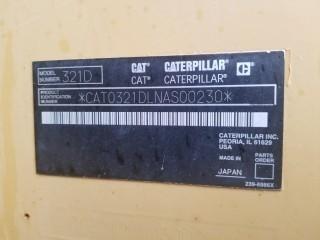 CAT CATERPILLAR
MODEL NUMBER 321D CAT CATERPILLAR
PRODUCT IDENTIFICATION NUMBER *CAT0321DLNAS00230*
CATERPILLAR INC.
PEORIA, IL 61629
USA
MADE IN PARTS ORDER
JAPAN